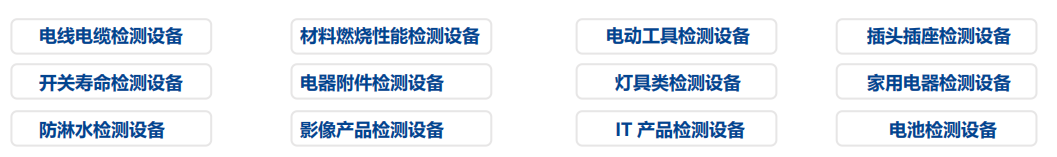 电线电缆检测设备
材料燃烧性能检测设备
电动工具检测设备
插头插座检测设备
开关寿命检测设备
电器附件检测设备
灯具类检测设备
家用电器检测设备
防淋水检测设备
影像产品检测设备
IT 产品检测设备
电池检测设备